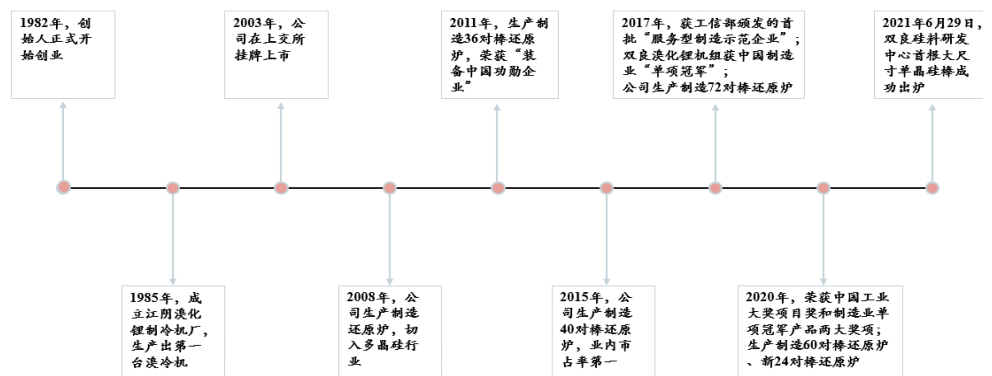 1982年，创
始人正式开
始创业
2003年，公
司在上交所
挂牌上市
2011年，生产制
造36对棒还原
炉，荣获“装
备中国功勋企
业”
2017年，获工信部颁发的首
批“服务型制造示范企业”；
双良溴化锂机组获中国制造
业“单项冠军”；
公司生产制造72对棒还原炉
2021年6月29日，
双良硅料研发
中心首根大尺
寸单晶硅棒成
功出炉
1985年，成
立江阴溴化
锂制冷机厂，
生产出第一
台溴冷机
2008年，公
司生产制造
还原炉，切
入多晶硅行
业
2015年，公
司生产制造
40对棒还原
炉，业内市
占率第一
2020年，荣获中国工业
大奖项目奖和制造业单
项冠军产品两大奖项；
生产制造60对棒还原炉
、新24对棒还原炉